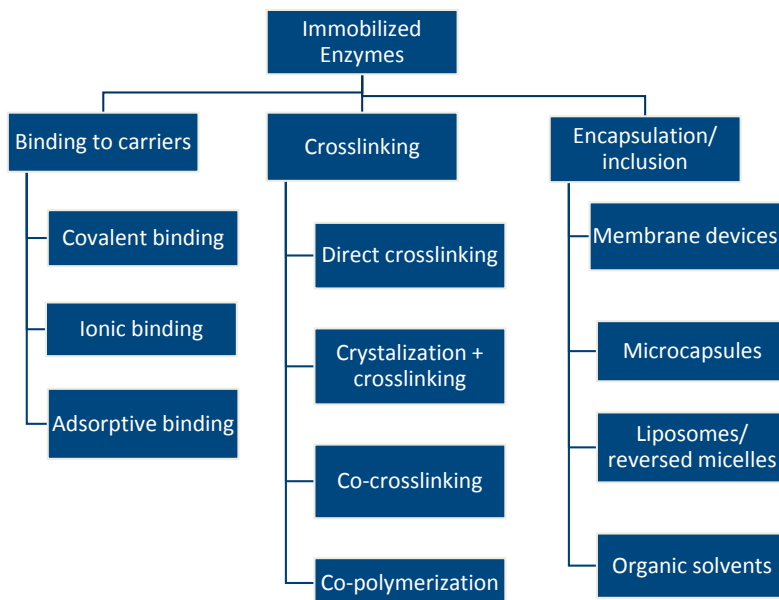 Immobilized
Enzymes
Binding to carriers
Covalent binding
Ionic binding
Adsorptive binding
Crosslinking
Direct crosslinking
Crystalization +
crosslinking
Co-crosslinking
Co-polymerization
Encapsulation/
inclusion
Membrane devices
Microcapsules
Liposomes/
reversed micelles
Organic solvents